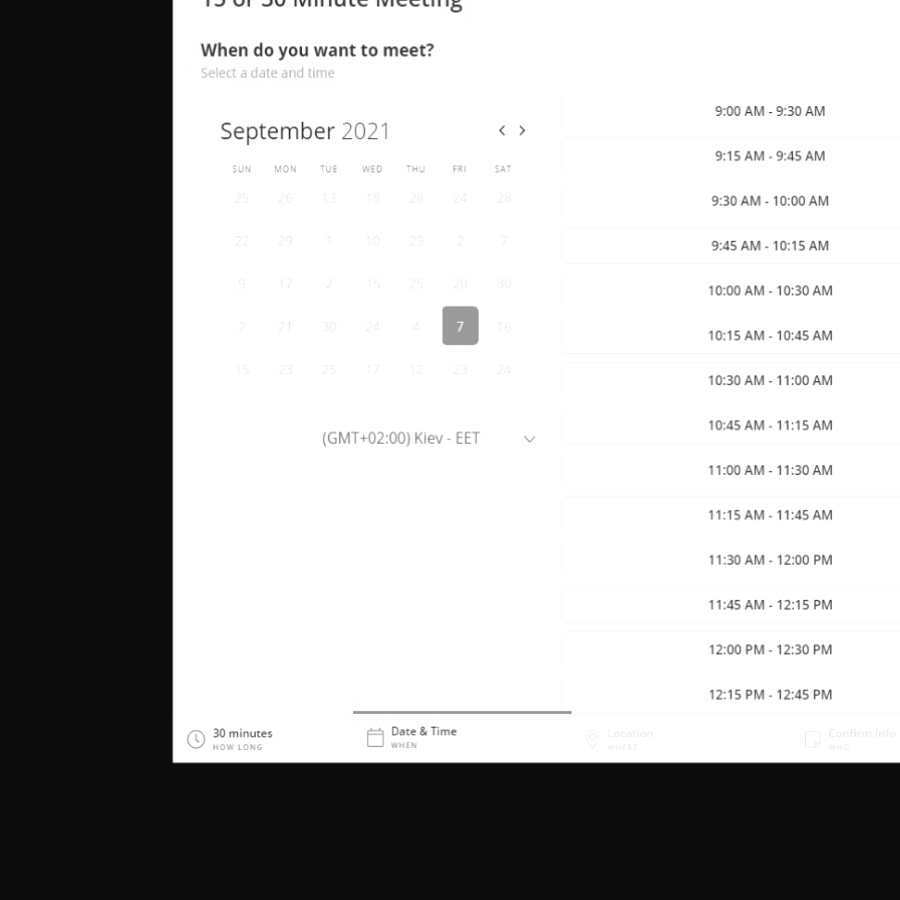 15 or 30 Minute Meeting
When do you want to meet?
Select a date and time
September 2021
SUN MON TUE WED THU FRI SAT
25 26 13 18 28 24 28
22 29 1 10 29 2 7
9 17 2 15 25 20 30
2 21 30 24 4 7 16
15 23 25 17 12 23 24
(GMT+02:00) Kiev - EET
9:00 AM - 9:30 AM
9:15 AM - 9:45 AM
9:30 AM - 10:00 AM
9:45 AM - 10:15 AM
10:00 AM - 10:30 AM
10:15 AM - 10:45 AM
10:30 AM - 11:00 AM
10:45 AM - 11:15 AM
11:00 AM - 11:30 AM
11:15 AM - 11:45 AM
11:30 AM - 12:00 PM
11:45 AM - 12:15 PM
12:00 PM - 12:30 PM
12:15 PM - 12:45 PM
30 minutes
HOW LONG
Date & Time
WHEN
Location
WHERE
Confirm Info
WHO